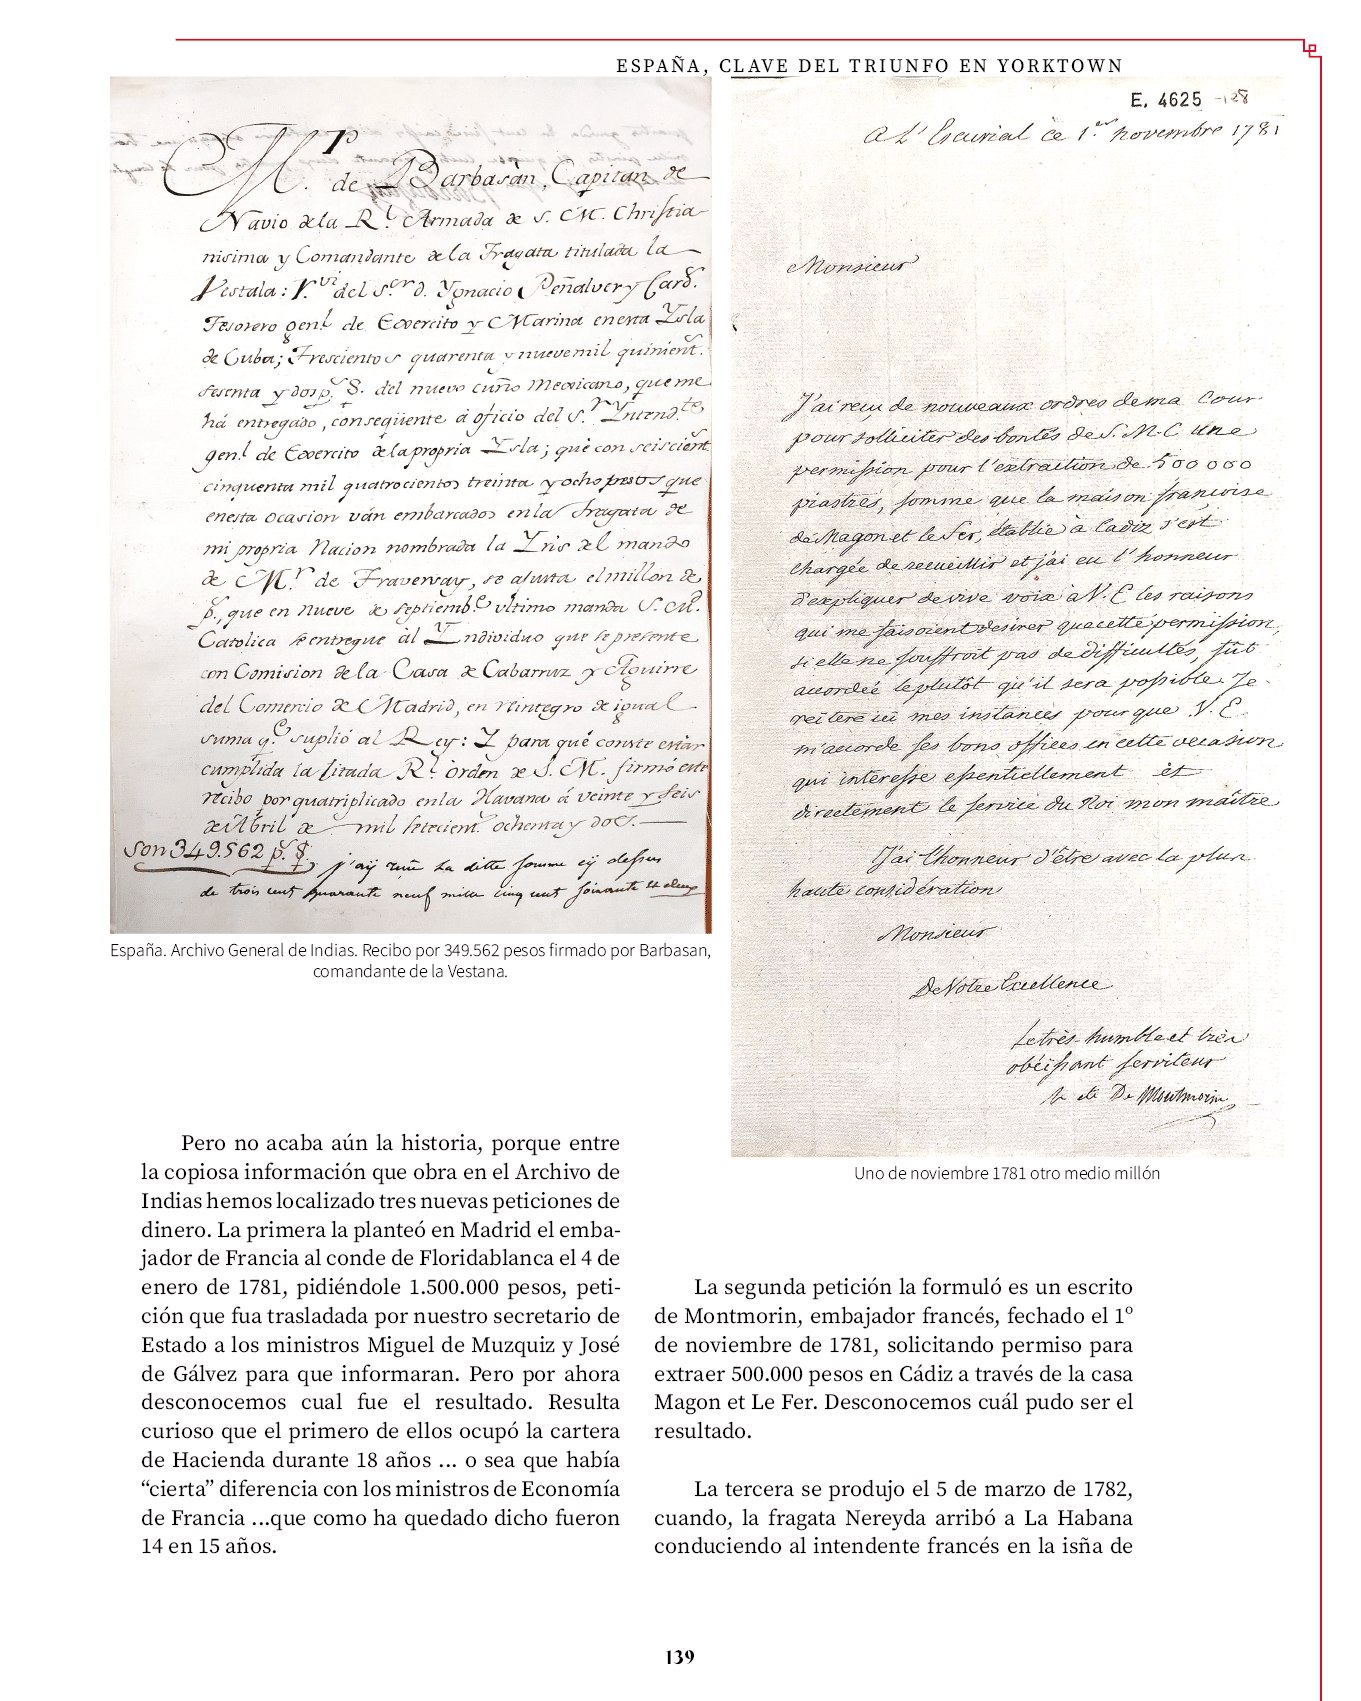 ESPAÑA, CLAVE DEL TRIUNFO EN YORKTOWN
M.r de Barbasàn, Capitan de
Navio de la R.l Armada de S. M. Christia
nisima y Comandante de la Fragata titulada la
Vestala: del S.or D. Ygnacio Peñalver y Card.s
Tesorero gen.l de Exercito y Marina en esta Ysla
de Cuba; Trescientos quarenta y nueve mil quinient.s
sesenta y dos p.s del nuevo cuño Mexicano, que me
há entregado, conseqüente á oficio del S.r Yntend.te
gen.l de Exercito de la propria Ysla; que con seiscient
cinquenta mil quatrocientos treinta y ocho pesos que
en esta ocasion ván embarcados en la Fragata de
mi propria Nacion nombrada la Yris al mando
de M.r de Traversay, se ajusta el millon de
p.s, que en nueve de septiemb.e ultimo manda S. M.
Catolica se entregue al Yndividuo que se presente
con Comision de la Casa de Cabarruz y Aguirre
del Comercio de Madrid, en reintegro de igual
suma q.e suplió al Rey: Y para que conste estar
cumplida la citada R.l orden de S. M. firmó este
recibo por quatriplicado en la Havana á veinte y seis
de Abril de mil setecient.s ochenta y dos.
Son 349.562 p.s
j'aÿ reçu la ditte somme cÿ dessus
de trois cent quarante neuf mille cinq cent soixante et deux
España. Archivo General de Indias. Recibo por 349.562 pesos firmado por Barbasan,
comandante de la Vestana.
E, 4625 -128
a L'Escurial ce 1.er novembre 1781
Monsieur
J'ai reçu de nouveaux ordres de ma Cour
pour solliciter des bontés de S. M. C. une
permission pour l'extraction de 500000
piastres, somme que la maison françoise
de Magon et le Fer, établie à Cadiz s'est
chargée de recueillir et j'ai eu l'honneur
d'expliquer de vive voix à V. E les raisons
qui me faisoient desirer que cette permission,
si elle ne souffroit pas de difficultés, fût
accordée le plutôt qu'il sera possible. Je
reïtere ici mes instances pour que V. E.
m'accorde ses bons offices en cette occasion
qui interesse essentiellement et
directement le service du Roi mon maître
J'ai l'honneur d'être avec la plus
haute considération
Monsieur
De Votre Excellence
Le très-humble et très
obéissant serviteur
le cte De Montmorin
Uno de noviembre 1781 otro medio millón
Pero no acaba aún la historia, porque entre
la copiosa información que obra en el Archivo de
Indias hemos localizado tres nuevas peticiones de
dinero. La primera la planteó en Madrid el emba-
jador de Francia al conde de Floridablanca el 4 de
enero de 1781, pidiéndole 1.500.000 pesos, peti-
ción que fua trasladada por nuestro secretario de
Estado a los ministros Miguel de Muzquiz y José
de Gálvez para que informaran. Pero por ahora
desconocemos cual fue el resultado. Resulta
curioso que el primero de ellos ocupó la cartera
de Hacienda durante 18 años ... o sea que había
“cierta” diferencia con los ministros de Economía
de Francia ...que como ha quedado dicho fueron
14 en 15 años.
La segunda petición la formuló es un escrito
de Montmorin, embajador francés, fechado el 1º
de noviembre de 1781, solicitando permiso para
extraer 500.000 pesos en Cádiz a través de la casa
Magon et Le Fer. Desconocemos cuál pudo ser el
resultado.
La tercera se produjo el 5 de marzo de 1782,
cuando, la fragata Nereyda arribó a La Habana
conduciendo al intendente francés en la isña de
139